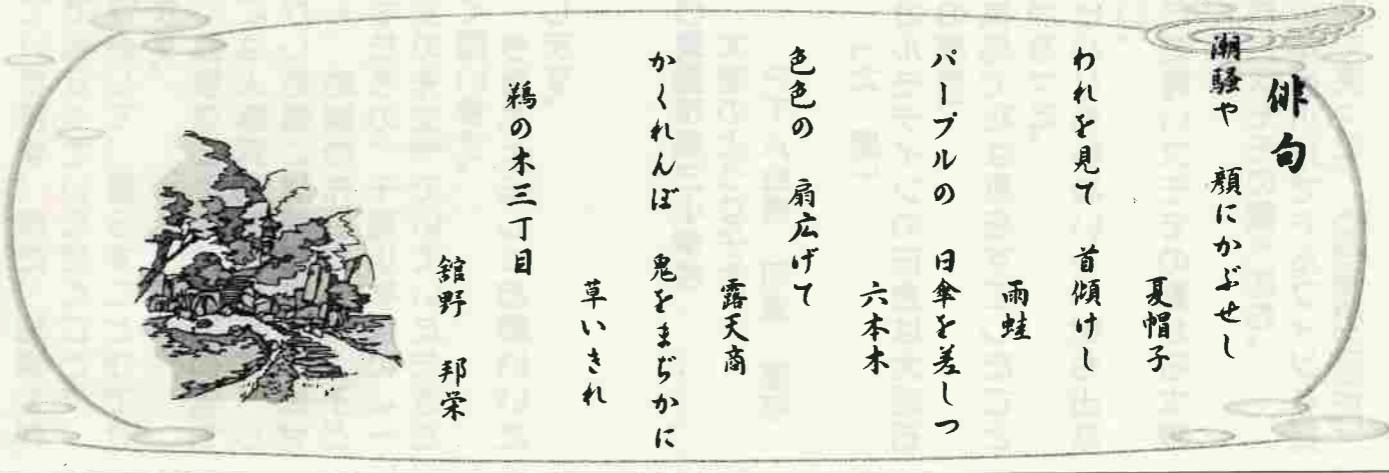 俳句
潮騒や　顔にかぶせし
夏帽子
われを見て　首傾けし
雨蛙
パープルの　日傘を差しつ
六本木
色色の　扇広げて
露天商
かくれんぼ　鬼をまぢかに
草いきれ
鵜の木三丁目
舘野　邦栄